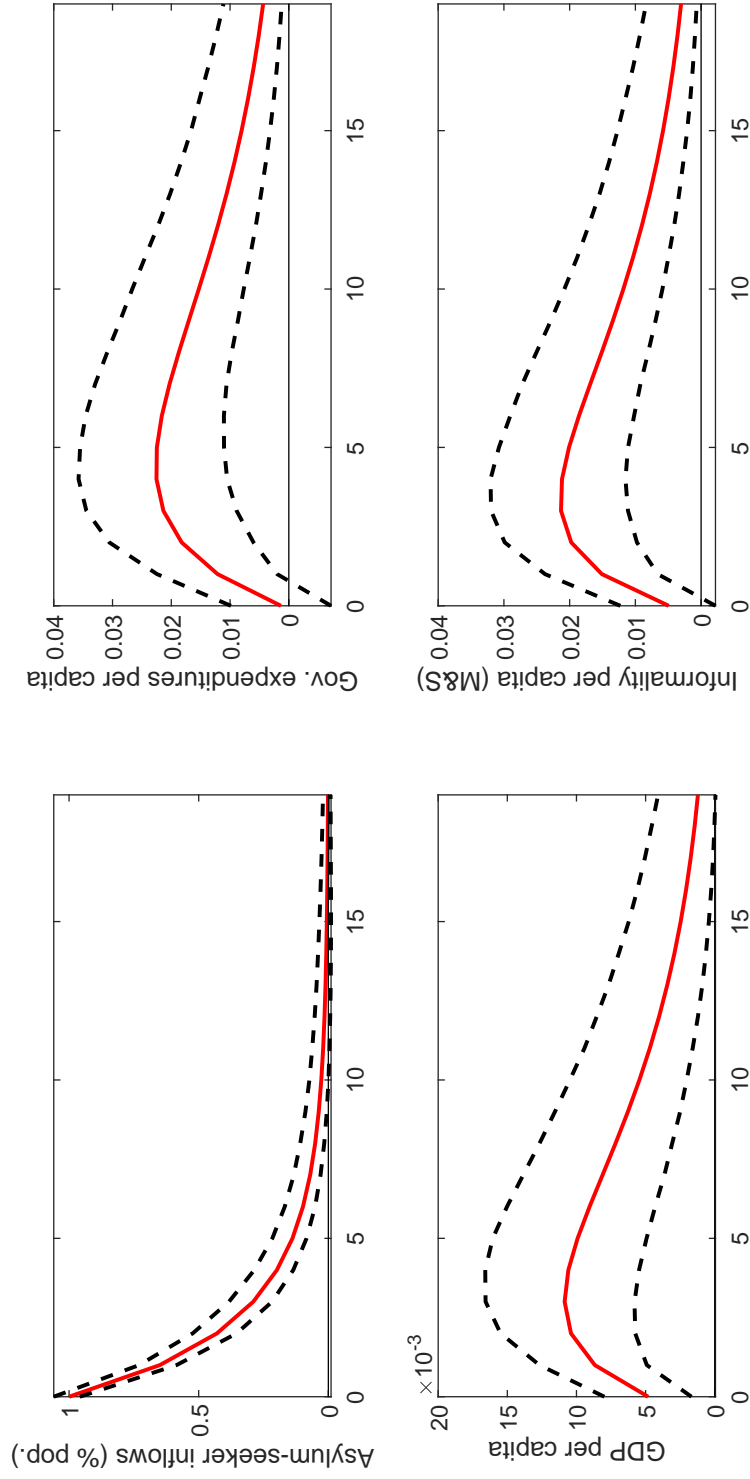 Asylum-seeker inflows (% pop.)
1
0.5
0
0 5 10 15
Gov. expenditures per capita
0.04
0.03
0.02
0.01
0
0 5 10 15
GDP per capita
×10-3
20
15
10
5
0
0 5 10 15
Informality per capita (M&S)
0.04
0.03
0.02
0.01
0
0 5 10 15